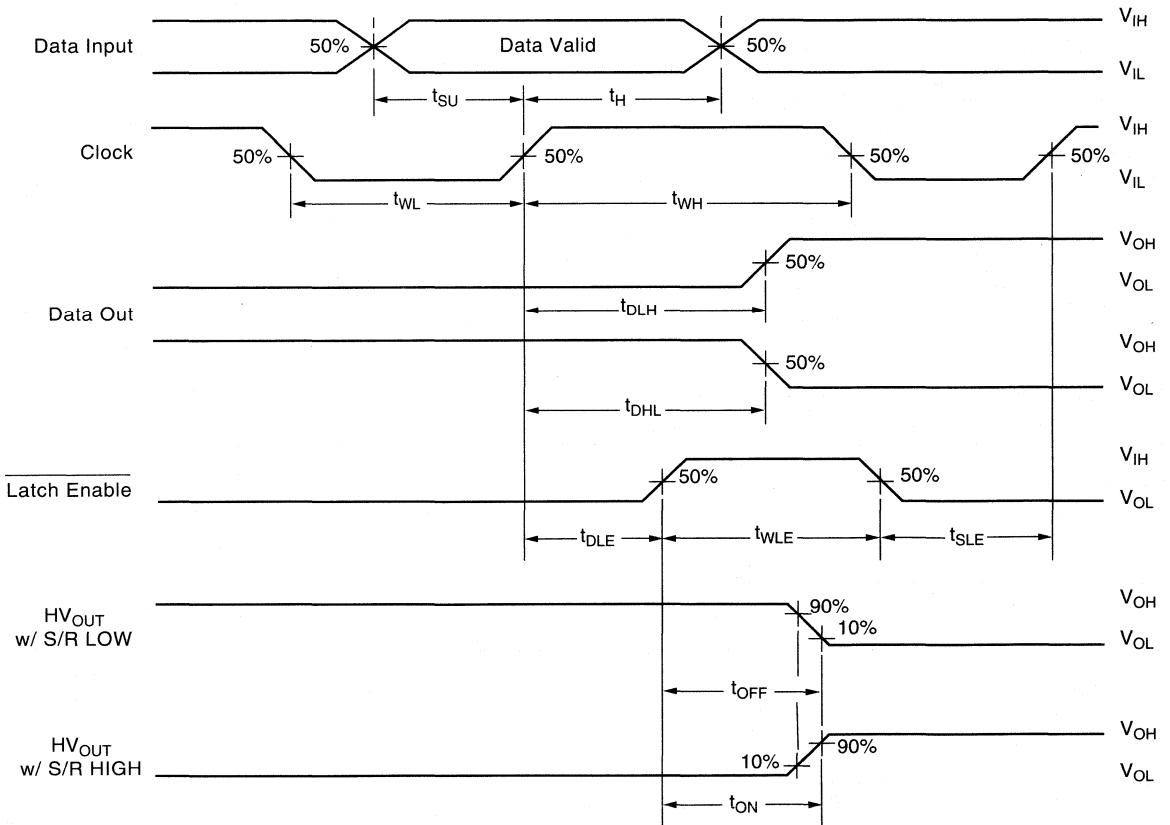 V_IH
Data Input 50% Data Valid 50%
V_IL
t_SU t_H
V_IH
Clock 50% 50% 50% 50%
V_IL
t_WL t_WH
V_OH
50%
V_OL
Data Out t_DLH
V_OH
50%
V_OL
t_DHL
V_IH
Latch Enable 50% 50%
V_OL
t_DLE t_WLE t_SLE
V_OH
HV_OUT 90%
w/ S/R LOW 10%
V_OL
t_OFF
V_OH
HV_OUT 90%
w/ S/R HIGH 10%
V_OL
t_ON